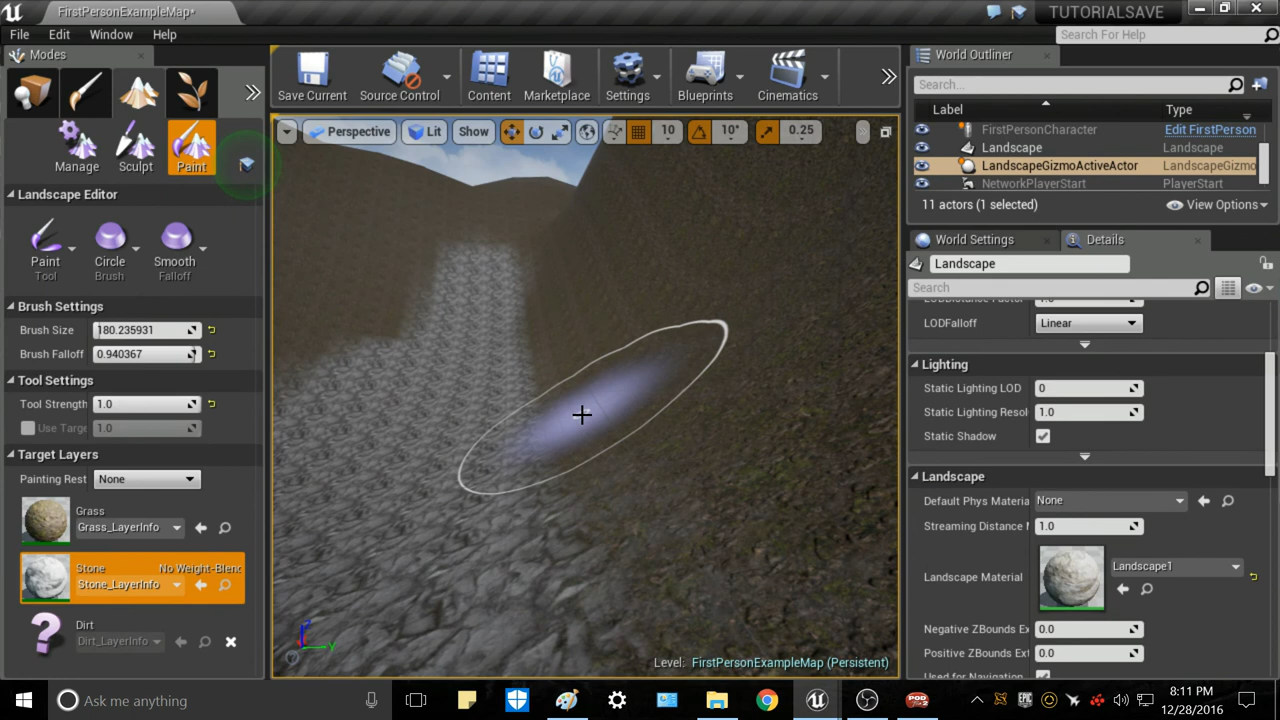 FirstPersonExampleMap*
TUTORIALSAVE
File Edit Window Help
Search For Help
Modes
Manage Sculpt Paint
Landscape Editor
Paint Circle Smooth
Tool Brush Falloff
Brush Settings
Brush Size 180.235931
Brush Falloff 0.940367
Tool Settings
Tool Strength 1.0
Use Targe 1.0
Target Layers
Painting Rest None
Grass
Grass_LayerInfo
Stone No Weight-Blend
Stone_LayerInfo
Dirt
Dirt_LayerInfo
Save Current Source Control Content Marketplace Settings Blueprints Cinematics
Perspective Lit Show 10 10° 0.25
Level: FirstPersonExampleMap (Persistent)
World Outliner
Search...
Label Type
FirstPersonCharacter Edit FirstPerson
Landscape Landscape
LandscapeGizmoActiveActor LandscapeGizmo
NetworkPlayerStart PlayerStart
11 actors (1 selected) View Options
World Settings Details
Landscape
Search
LODFalloff Linear
Lighting
Static Lighting LOD 0
Static Lighting Resol 1.0
Static Shadow
Landscape
Default Phys Materia None
Streaming Distance M 1.0
Landscape Material Landscape1
Negative ZBounds Ex 0.0
Positive ZBounds Ext 0.0
Ask me anything
8:11 PM
12/28/2016